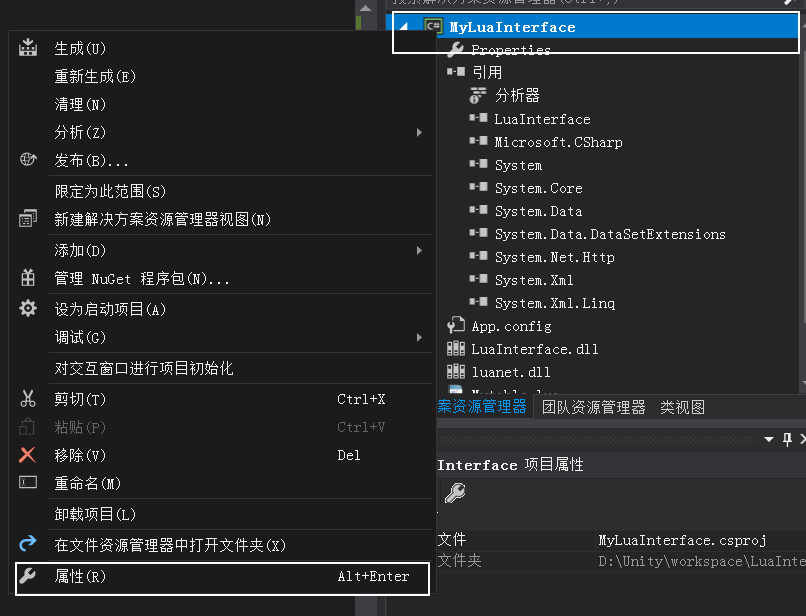 生成(U)
重新生成(E)
清理(N)
分析(Z)
发布(B)...
限定为此范围(S)
新建解决方案资源管理器视图(N)
添加(D)
管理 NuGet 程序包(N)...
设为启动项目(A)
调试(G)
对交互窗口进行项目初始化
剪切(T) Ctrl+X
粘贴(P) Ctrl+V
移除(V) Del
重命名(M)
卸载项目(L)
在文件资源管理器中打开文件夹(X)
属性(R) Alt+Enter
C# MyLuaInterface
Properties
引用
分析器
LuaInterface
Microsoft.CSharp
System
System.Core
System.Data
System.Data.DataSetExtensions
System.Net.Http
System.Xml
System.Xml.Linq
App.config
LuaInterface.dll
luanet.dll
案资源管理器 团队资源管理器 类视图
Interface 项目属性
文件 MyLuaInterface.csproj
文件夹 D:\Unity\workspace\LuaInte